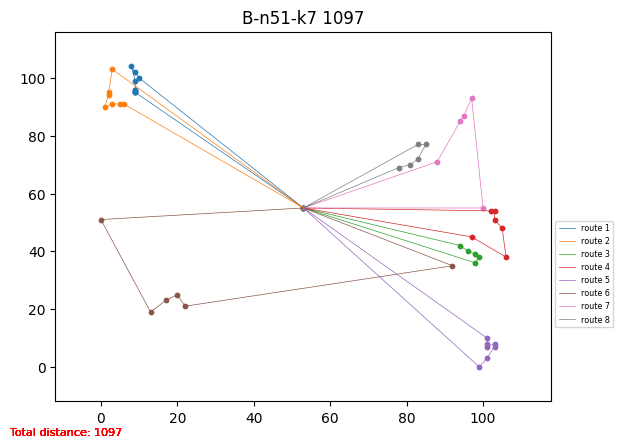 B-n51-k7 1097
100
80
60
40
20
0
0 20 40 60 80 100
route 1
route 2
route 3
route 4
route 5
route 6
route 7
route 8
Total distance: 1097